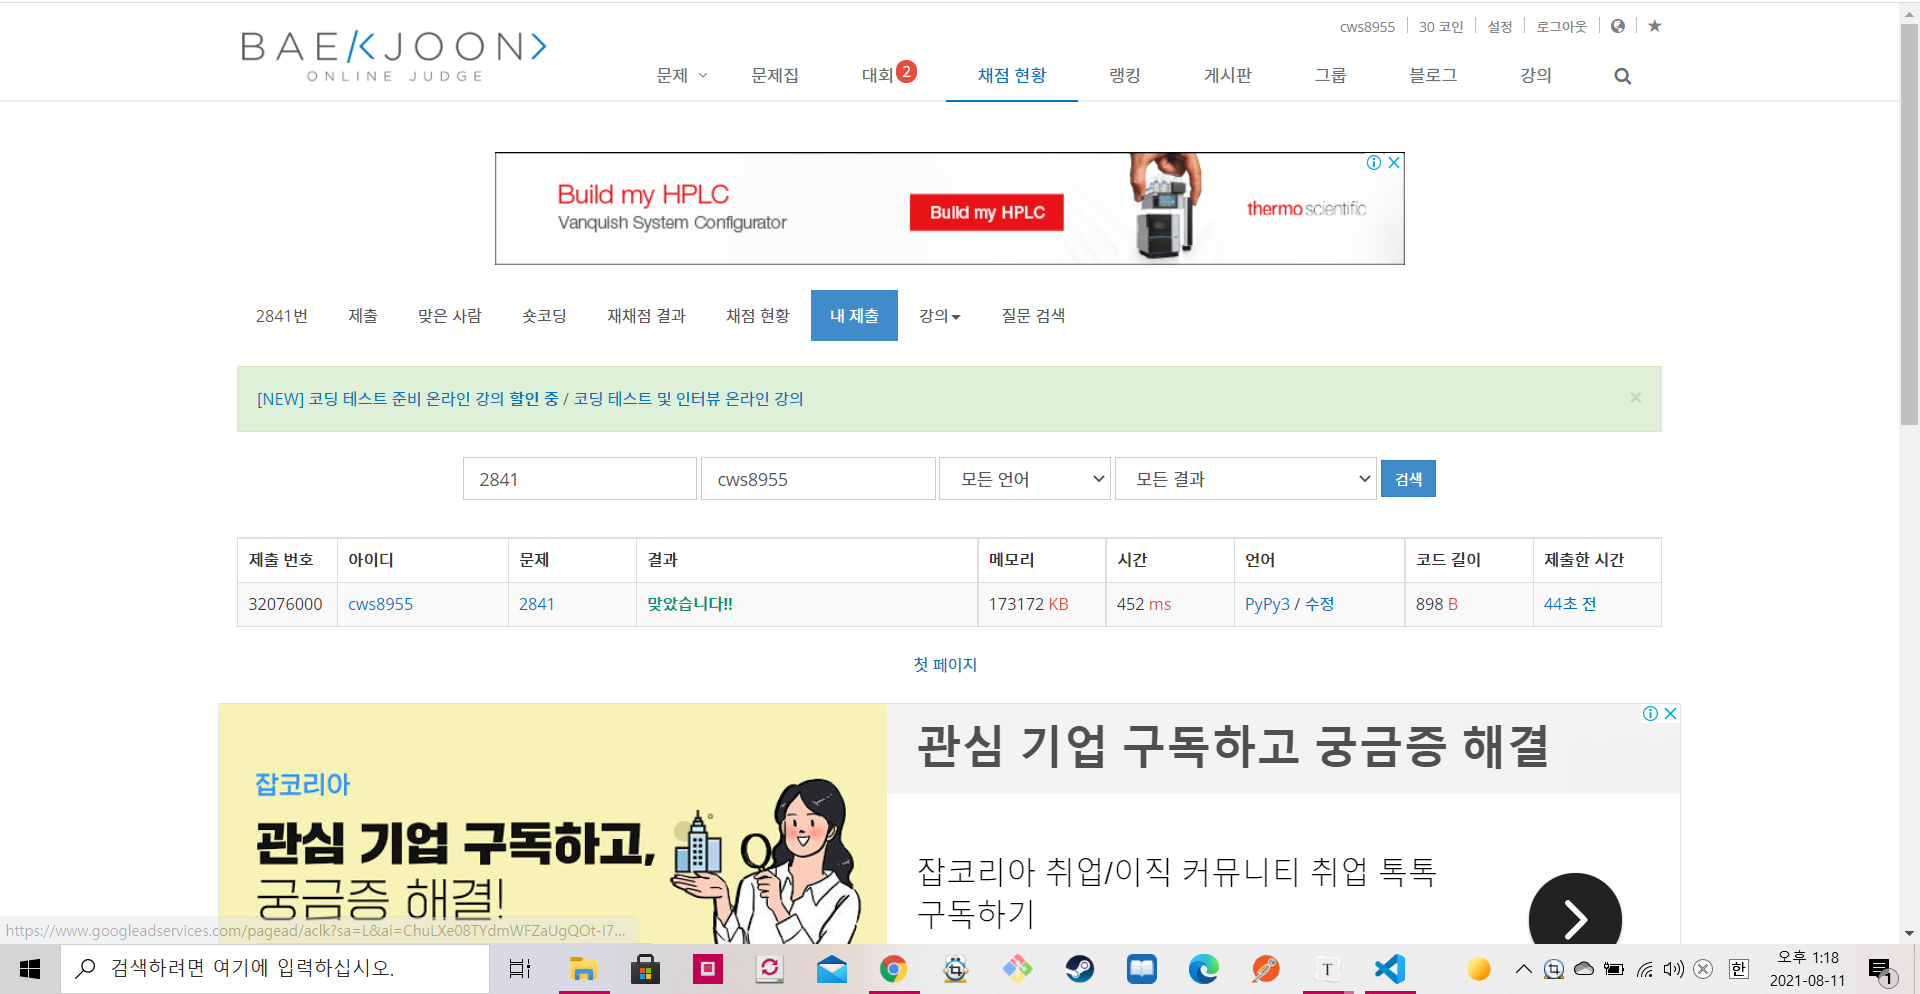 cws8955 30 코인 설정 로그아웃
BAEKJOON>
ONLINE JUDGE
문제 문제집 대회 2 채점 현황 랭킹 게시판 그룹 블로그 강의
Build my HPLC
Vanquish System Configurator
Build my HPLC
thermo scientific
2841번 제출 맞은 사람 숏코딩 재채점 결과 채점 현황 내 제출 강의 질문 검색
[NEW] 코딩 테스트 준비 온라인 강의 할인 중 / 코딩 테스트 및 인터뷰 온라인 강의 ×
2841 cws8955 모든 언어 모든 결과 검색
제출 번호 아이디 문제 결과 메모리 시간 언어 코드 길이 제출한 시간
32076000 cws8955 2841 맞았습니다!! 173172 KB 452 ms PyPy3 / 수정 898 B 44초 전
첫 페이지
잡코리아
관심 기업 구독하고,
궁금증 해결!
관심 기업 구독하고 궁금증 해결
잡코리아 취업/이직 커뮤니티 취업 톡톡
구독하기
https://www.googleadservices.com/pagead/aclk?sa=L&ai=ChuLXe08TYdmWFZaUgQOt-I7...
검색하려면 여기에 입력하십시오.
T
한
오후 1:18
2021-08-11
1